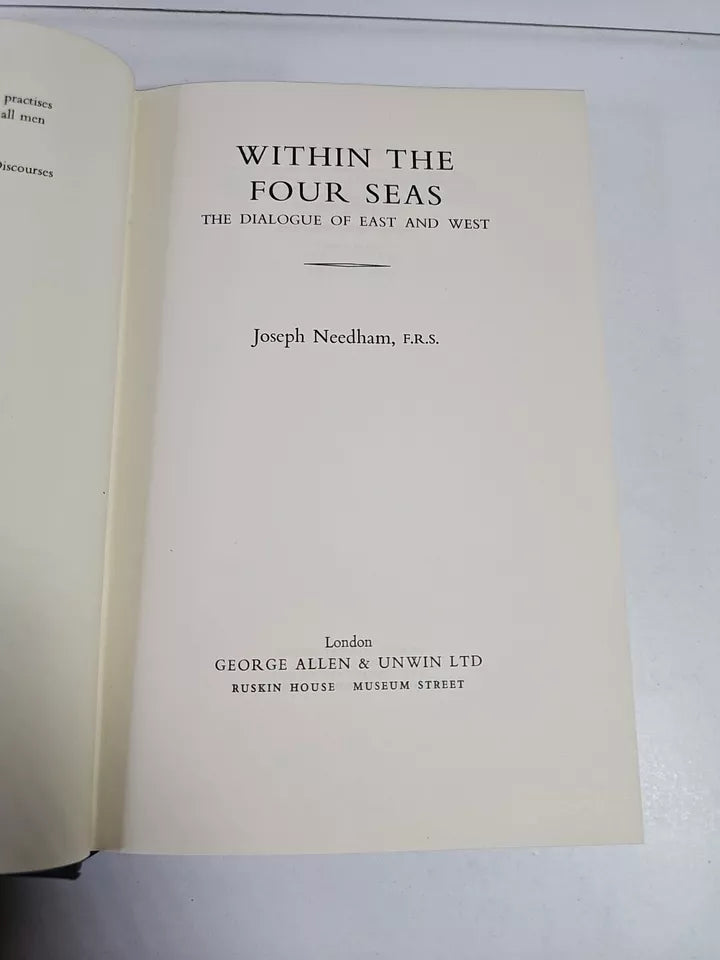 practises
all men
Discourses
WITHIN THE
FOUR SEAS
THE DIALOGUE OF EAST AND WEST
Joseph Needham, F.R.S.
London
GEORGE ALLEN & UNWIN LTD
RUSKIN HOUSE MUSEUM STREET